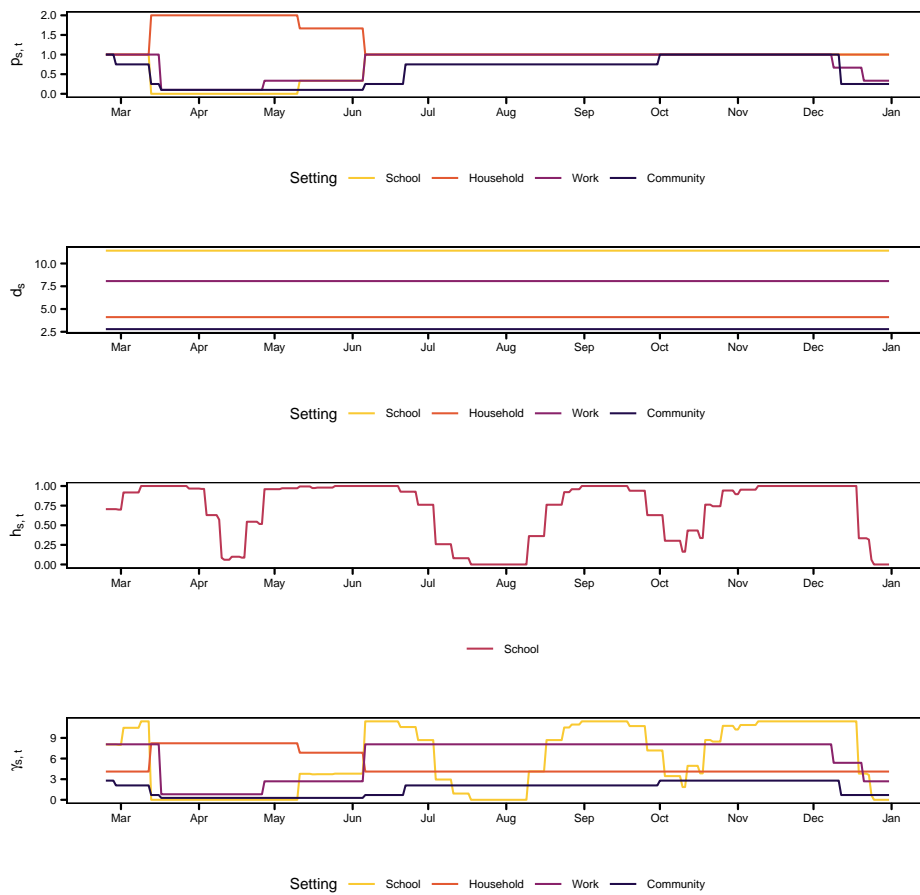 p_{s,t}
2.0
1.5
1.0
0.5
0.0
Mar Apr May Jun Jul Aug Sep Oct Nov Dec Jan
Setting School Household Work Community
d_s
10.0
7.5
5.0
2.5
Mar Apr May Jun Jul Aug Sep Oct Nov Dec Jan
Setting School Household Work Community
h_{s,t}
1.00
0.75
0.50
0.25
0.00
Mar Apr May Jun Jul Aug Sep Oct Nov Dec Jan
School
γ_{s,t}
9
6
3
0
Mar Apr May Jun Jul Aug Sep Oct Nov Dec Jan
Setting School Household Work Community